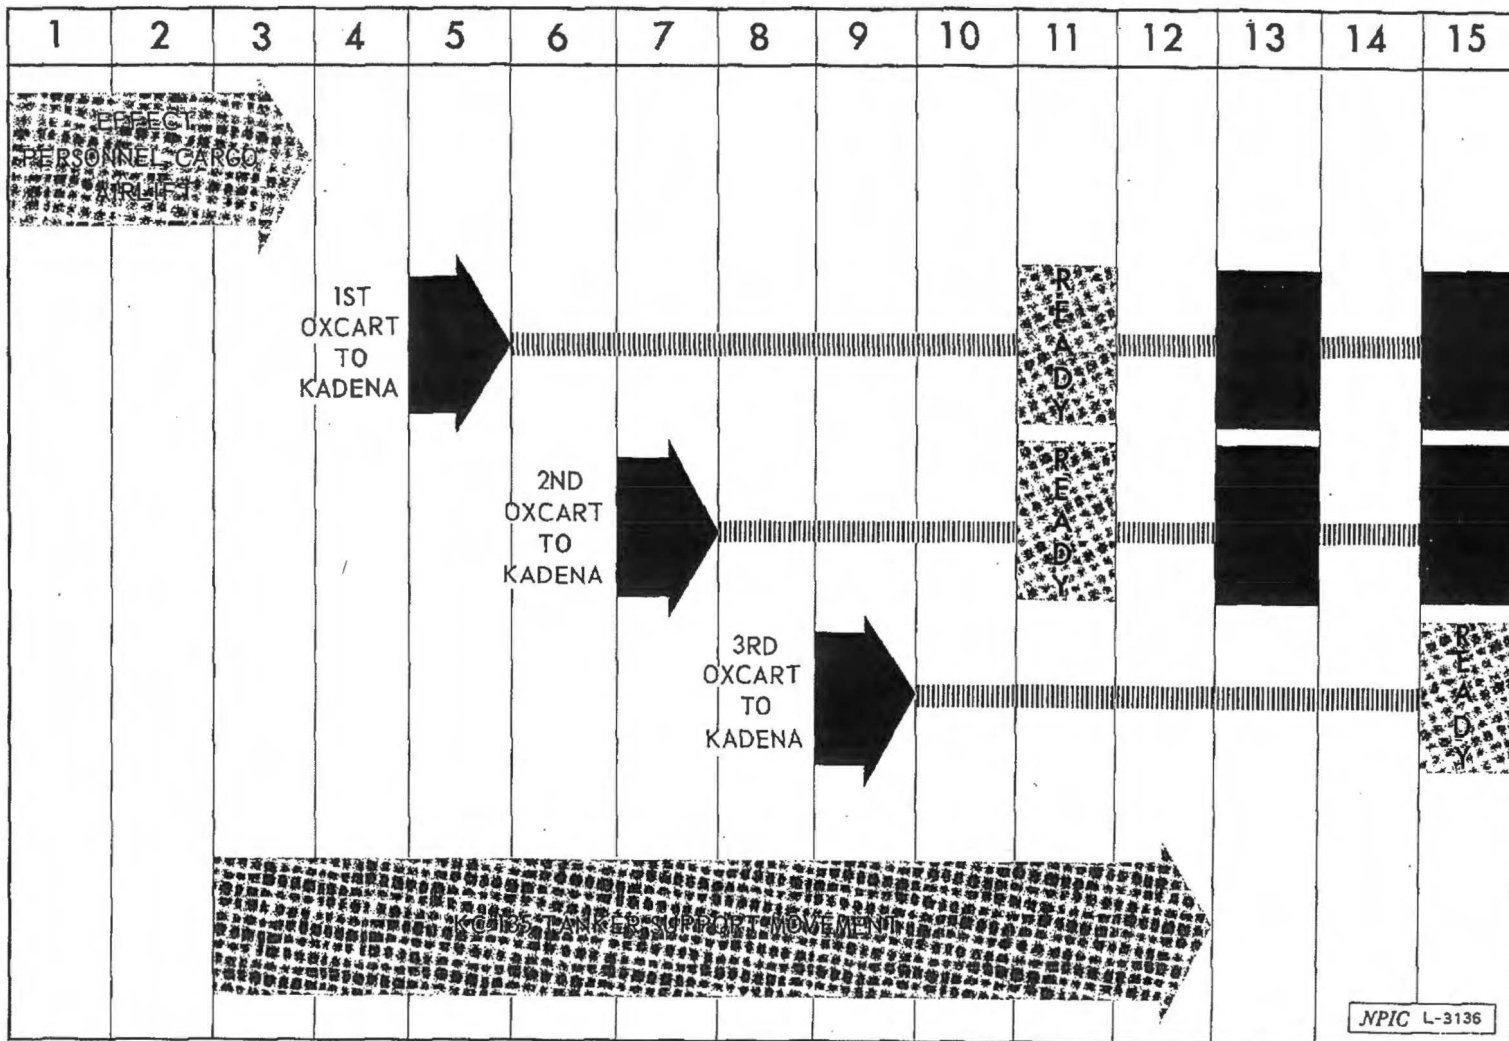 1 2 3 4 5 6 7 8 9 10 11 12 13 14 15
EFFECT
PERSONNEL CARGO
AIRLIFT
1ST
OXCART
TO
KADENA
READY
2ND
OXCART
TO
KADENA
READY
3RD
OXCART
TO
KADENA
READY
KC-135 TANKER SUPPORT MOVEMENT
NPIC L-3136